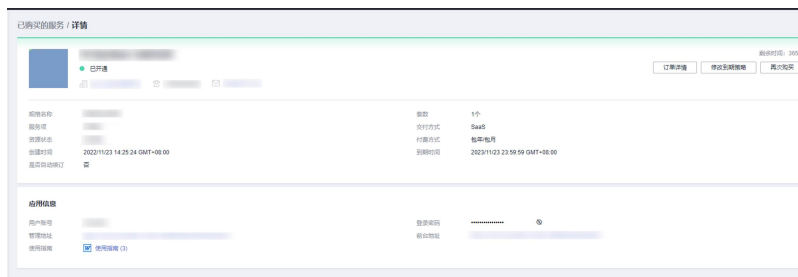 已购买的服务 / 详情
剩余时间：365
已开通
订单详情 修改到期策略 再次购买
规格名称
套数 1个
服务项
交付方式 SaaS
资源状态
付费方式 包年/包月
创建时间 2022/11/23 14:25:24 GMT+08:00
到期时间 2023/11/23 23:59:59 GMT+08:00
是否自动续订 否
应用信息
用户账号
登录密码 ················
管理地址
前台地址
使用指南 使用指南 (3)